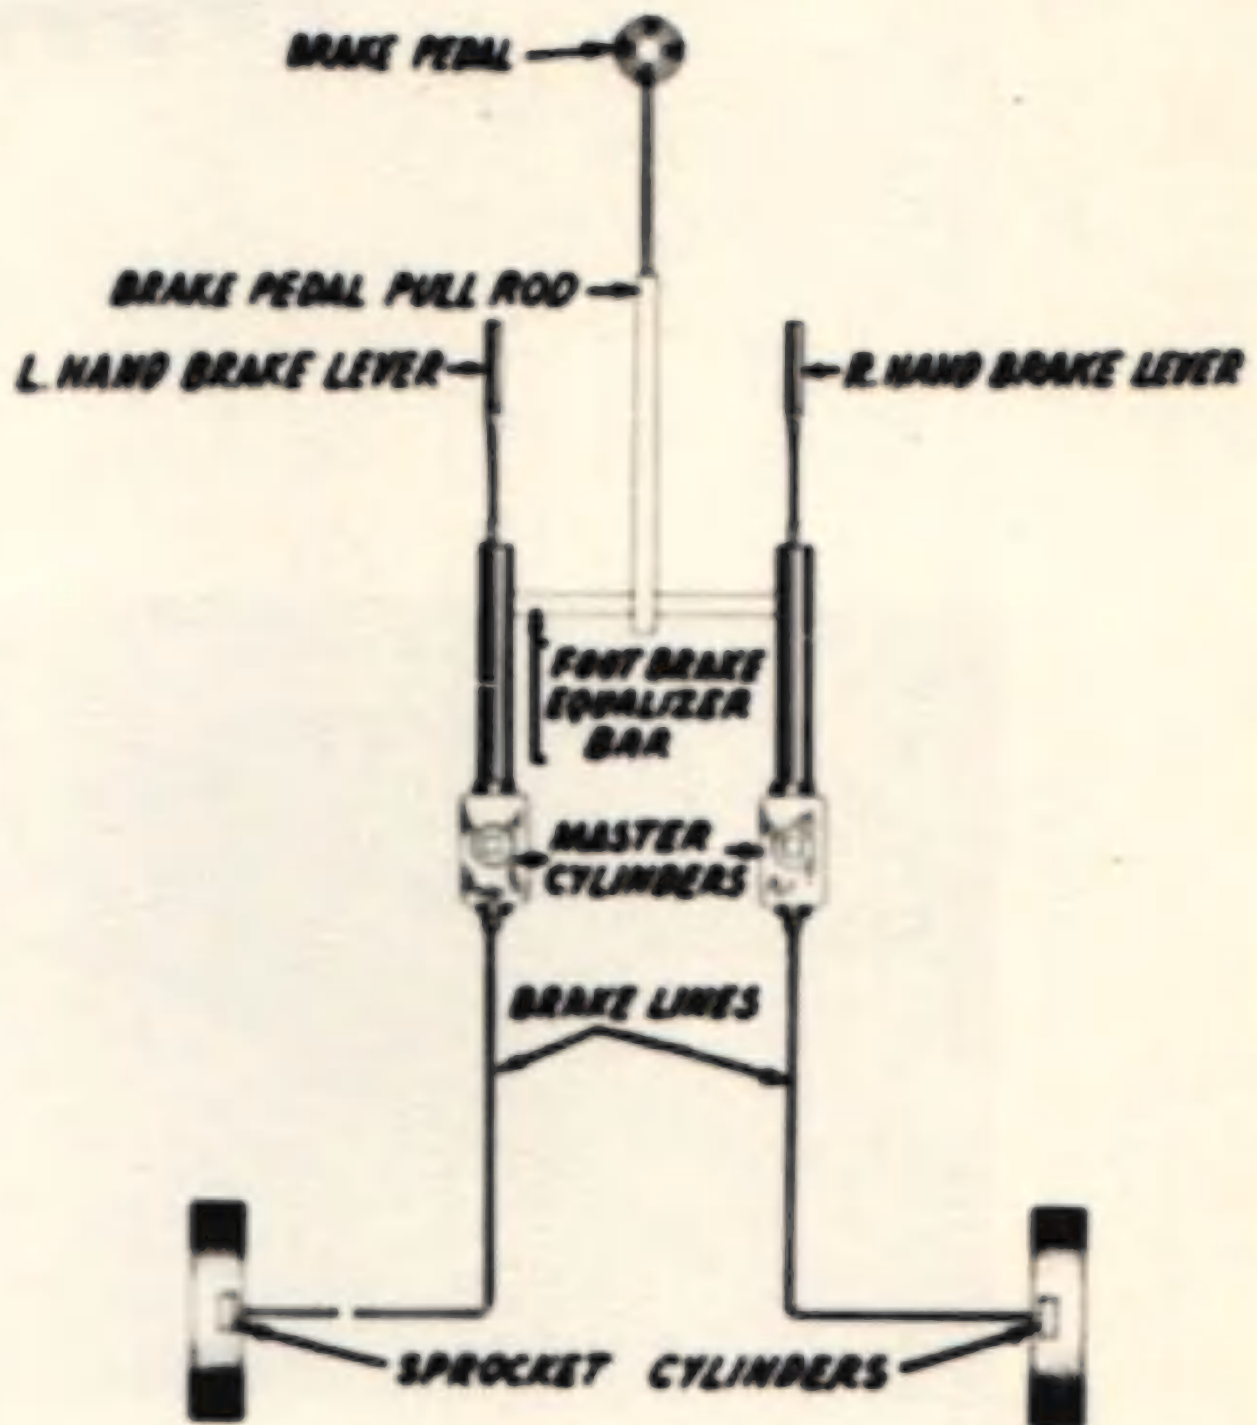 BRAKE PEDAL
BRAKE PEDAL PULL ROD
L. HAND BRAKE LEVER
R. HAND BRAKE LEVER
FOOT BRAKE
EQUALIZER
BAR
MASTER
CYLINDERS
BRAKE LINES
SPROCKET CYLINDERS